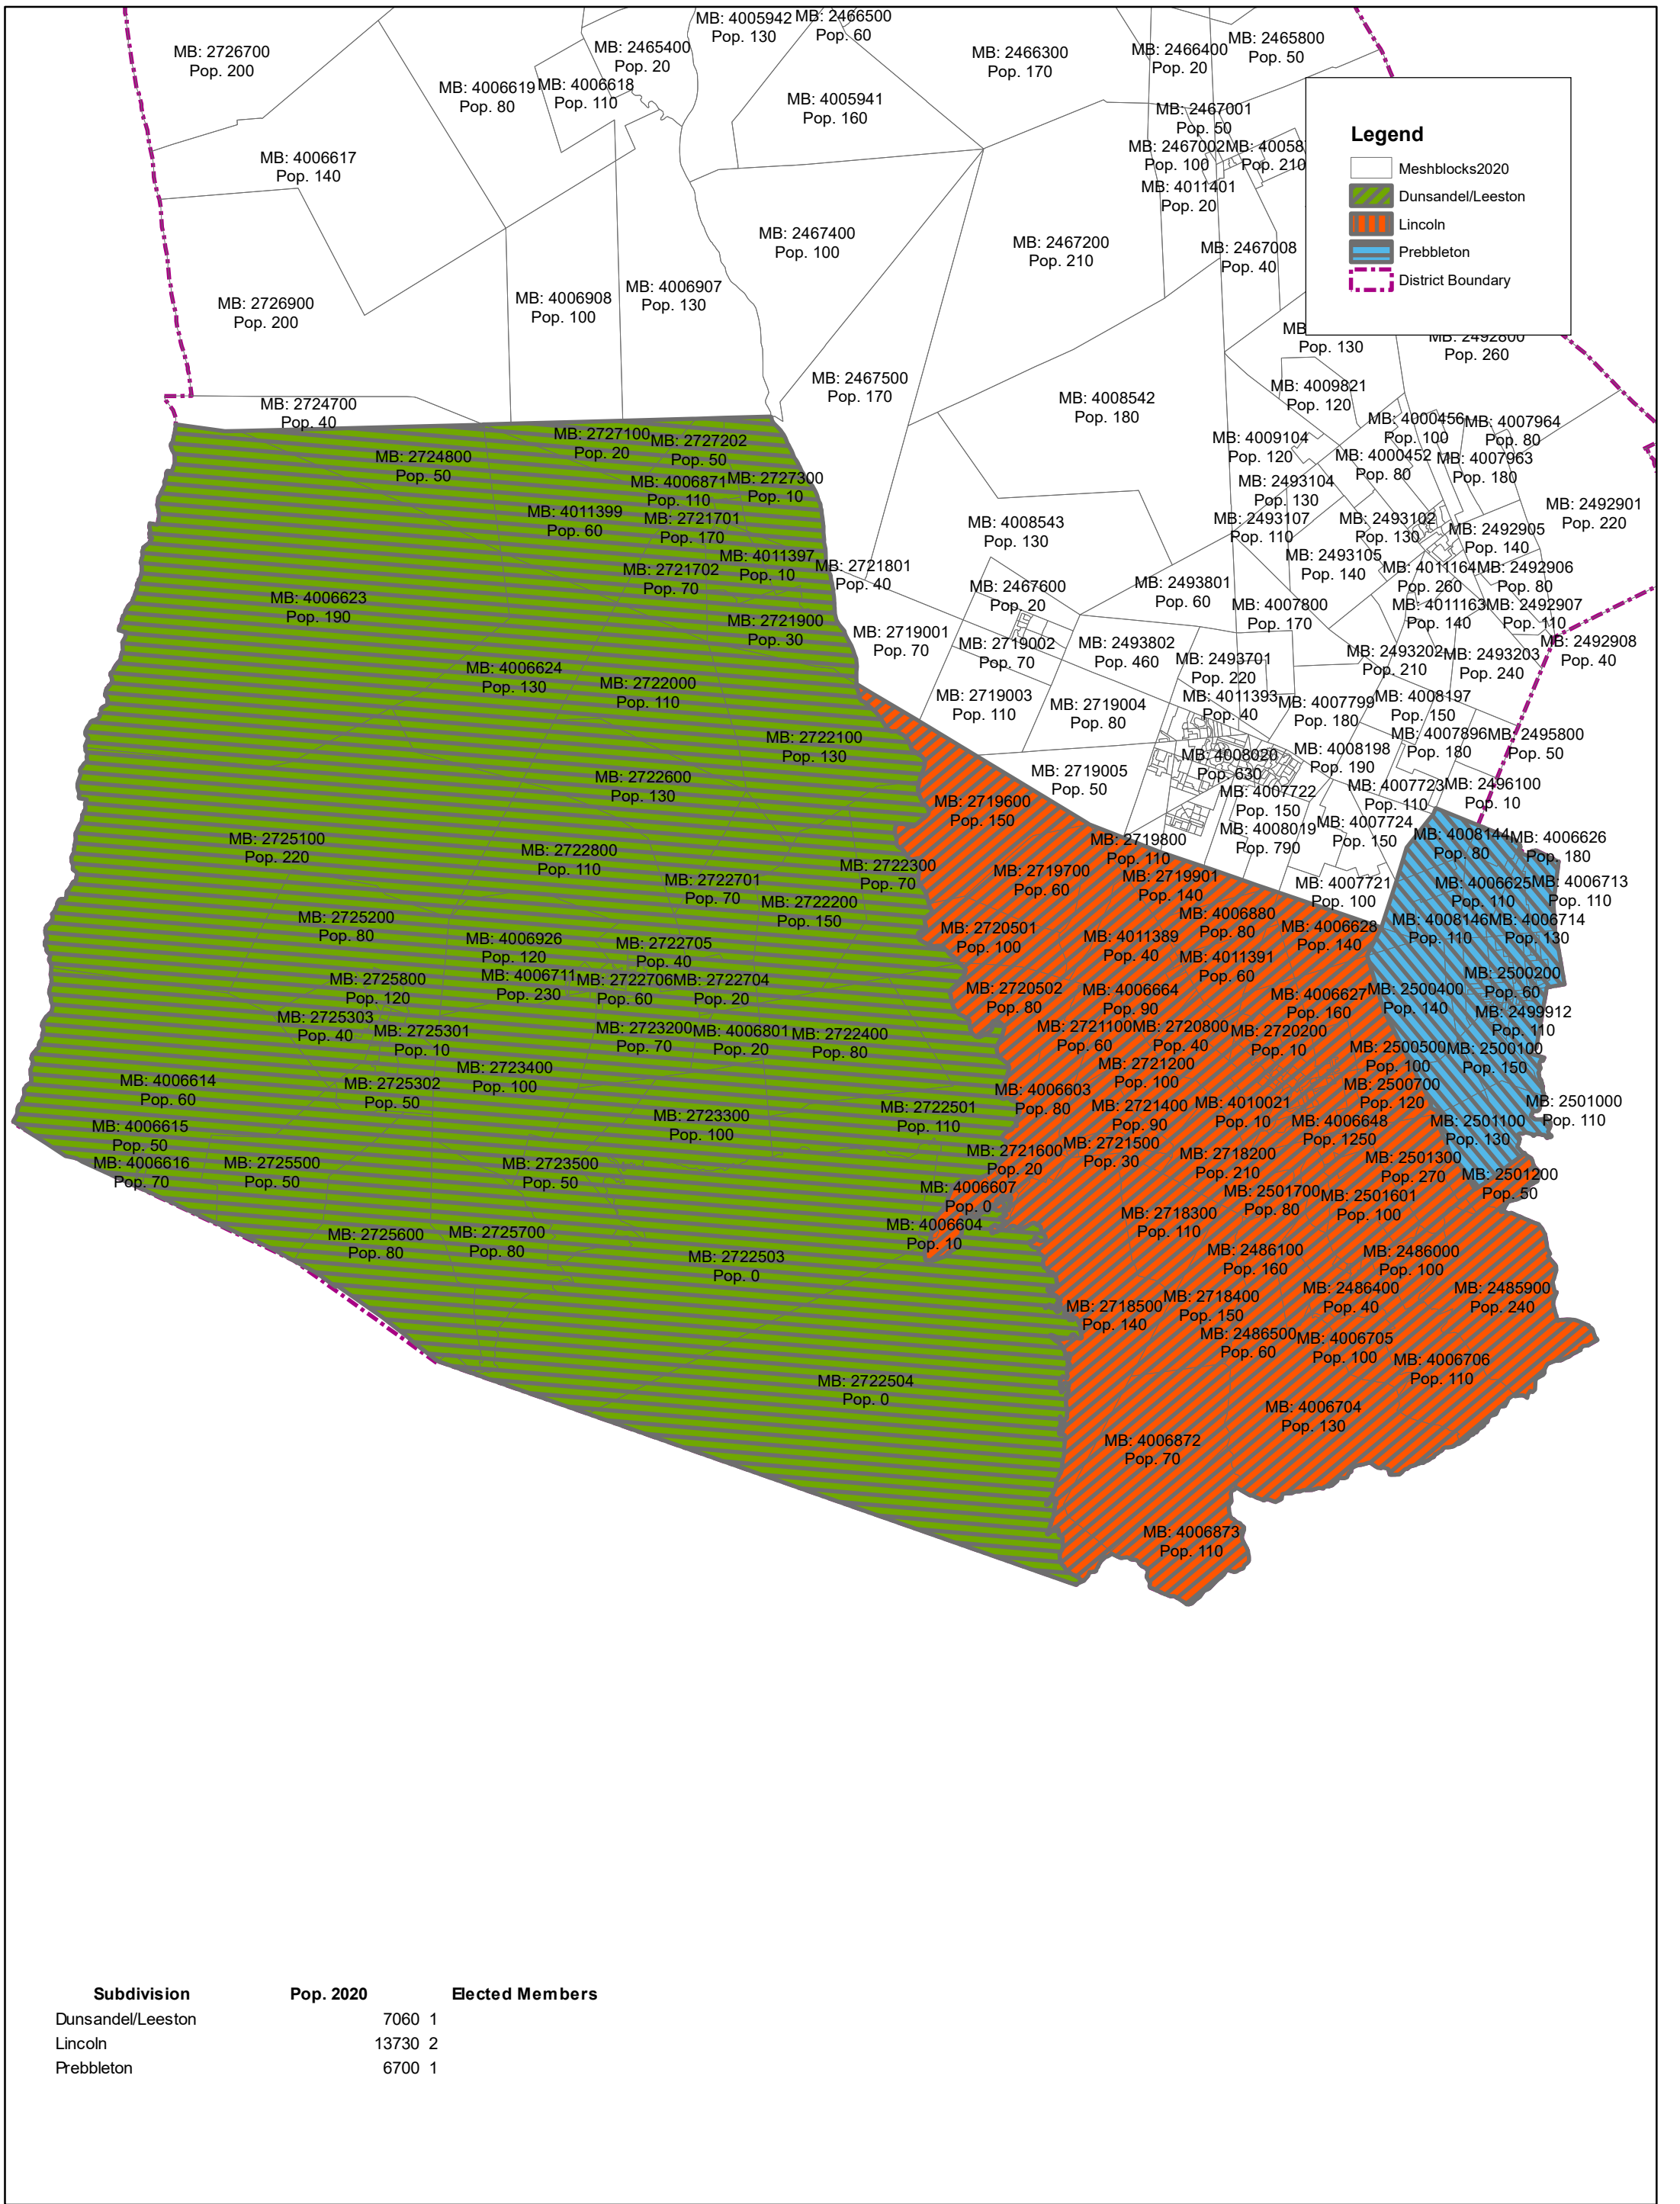 MB: 4005942
Pop. 130
MB: 2466500
Pop. 60
MB: 2726700
Pop. 200
MB: 2465400
Pop. 20
MB: 2466300
Pop. 170
MB: 2466400
Pop. 20
MB: 2465800
Pop. 50
MB: 4006619
Pop. 80
MB: 4006618
Pop. 110
MB: 4005941
Pop. 160
MB: 2467001
Pop. 50
MB: 2467002
Pop. 100
MB: 40058
Pop. 210
MB: 4006617
Pop. 140
MB: 4011401
Pop. 20
MB: 2467400
Pop. 100
MB: 2467200
Pop. 210
MB: 2467008
Pop. 40
MB: 2726900
Pop. 200
MB: 4006908
Pop. 100
MB: 4006907
Pop. 130
Legend
Meshblocks2020
Dunsandel/Leeston
Lincoln
Prebbleton
District Boundary
MB
Pop. 130
MB: 2492800
Pop. 260
MB: 2724700
Pop. 40
MB: 2467500
Pop. 170
MB: 4008542
Pop. 180
MB: 4009821
Pop. 120
MB: 4000456
Pop. 100
MB: 4007964
Pop. 80
MB: 4009104
Pop. 120
MB: 4000452
Pop. 80
MB: 4007963
Pop. 180
MB: 2727100
Pop. 20
MB: 2727202
Pop. 50
MB: 2724800
Pop. 50
MB: 4006871
Pop. 110
MB: 2727300
Pop. 10
MB: 2493104
Pop. 130
MB: 2492901
Pop. 220
MB: 4011399
Pop. 60
MB: 2721701
Pop. 170
MB: 4008543
Pop. 130
MB: 2493107
Pop. 110
MB: 2493102
Pop. 130
MB: 2492905
Pop. 140
MB: 2721702
Pop. 70
MB: 4011397
Pop. 10
MB: 2721801
Pop. 40
MB: 2493105
Pop. 140
MB: 4011164
Pop. 260
MB: 2492906
Pop. 80
MB: 4006623
Pop. 190
MB: 2467600
Pop. 20
MB: 2493801
Pop. 60
MB: 4007800
Pop. 170
MB: 4011163
Pop. 140
MB: 2492907
Pop. 110
MB: 2721900
Pop. 30
MB: 2719001
Pop. 70
MB: 2719002
Pop. 70
MB: 2493802
Pop. 460
MB: 2493701
Pop. 220
MB: 2493202
Pop. 210
MB: 2493203
Pop. 240
MB: 2492908
Pop. 40
MB: 4006624
Pop. 130
MB: 2722000
Pop. 110
MB: 2719003
Pop. 110
MB: 2719004
Pop. 80
MB: 4011393
Pop. 40
MB: 4007799
Pop. 180
MB: 4008197
Pop. 150
MB: 2722100
Pop. 130
MB: 4007896
Pop. 180
MB: 2495800
Pop. 50
MB: 2722600
Pop. 130
MB: 2719005
Pop. 50
MB: 4008020
Pop. 630
MB: 4008198
Pop. 190
MB: 2719600
Pop. 150
MB: 4007722
Pop. 150
MB: 4007723
Pop. 110
MB: 2496100
Pop. 10
MB: 2725100
Pop. 220
MB: 2722800
Pop. 110
MB: 2719800
Pop. 110
MB: 4008019
Pop. 790
MB: 4007724
Pop. 150
MB: 4008144
Pop. 80
MB: 4006626
Pop. 180
MB: 2722701
Pop. 70
MB: 2722300
Pop. 70
MB: 2719700
Pop. 60
MB: 2719901
Pop. 140
MB: 4007721
Pop. 100
MB: 4006625
Pop. 110
MB: 4006713
Pop. 110
MB: 2725200
Pop. 80
MB: 2722200
Pop. 150
MB: 4006880
Pop. 80
MB: 4006628
Pop. 140
MB: 4008146
Pop. 110
MB: 4006714
Pop. 130
MB: 4006926
Pop. 120
MB: 2722705
Pop. 40
MB: 2720501
Pop. 100
MB: 4011389
Pop. 40
MB: 4011391
Pop. 60
MB: 2725800
Pop. 120
MB: 4006711
Pop. 230
MB: 2722706
Pop. 60
MB: 2722704
Pop. 20
MB: 2720502
Pop. 80
MB: 4006664
Pop. 90
MB: 4006627
Pop. 160
MB: 2500400
Pop. 140
MB: 2500200
Pop. 60
MB: 2725303
Pop. 40
MB: 2725301
Pop. 10
MB: 2723200
Pop. 70
MB: 4006801
Pop. 20
MB: 2722400
Pop. 80
MB: 2721100
Pop. 60
MB: 2720800
Pop. 40
MB: 2720200
Pop. 10
MB: 2499912
Pop. 110
MB: 2500500
Pop. 100
MB: 2500100
Pop. 150
MB: 4006614
Pop. 60
MB: 2725302
Pop. 50
MB: 2723400
Pop. 100
MB: 4006603
Pop. 80
MB: 2721200
Pop. 100
MB: 2500700
Pop. 120
MB: 2723300
Pop. 100
MB: 2722501
Pop. 110
MB: 2721400
Pop. 90
MB: 4010021
Pop. 10
MB: 4006648
Pop. 1250
MB: 2501100
Pop. 130
MB: 2501000
Pop. 110
MB: 4006615
Pop. 50
MB: 4006616
Pop. 70
MB: 2725500
Pop. 50
MB: 2723500
Pop. 50
MB: 2721600
Pop. 20
MB: 2721500
Pop. 30
MB: 2718200
Pop. 210
MB: 2501300
Pop. 270
MB: 2501200
Pop. 50
MB: 4006607
Pop. 0
MB: 2501700
Pop. 80
MB: 2501601
Pop. 100
MB: 4006604
Pop. 10
MB: 2718300
Pop. 110
MB: 2725600
Pop. 80
MB: 2725700
Pop. 80
MB: 2722503
Pop. 0
MB: 2486100
Pop. 160
MB: 2486000
Pop. 100
MB: 2718500
Pop. 140
MB: 2718400
Pop. 150
MB: 2486400
Pop. 40
MB: 2485900
Pop. 240
MB: 2486500
Pop. 60
MB: 4006705
Pop. 100
MB: 4006706
Pop. 110
MB: 2722504
Pop. 0
MB: 4006704
Pop. 130
MB: 4006872
Pop. 70
MB: 4006873
Pop. 110
Subdivision Pop. 2020 Elected Members
Dunsandel/Leeston 7060 1
Lincoln 13730 2
Prebbleton 6700 1